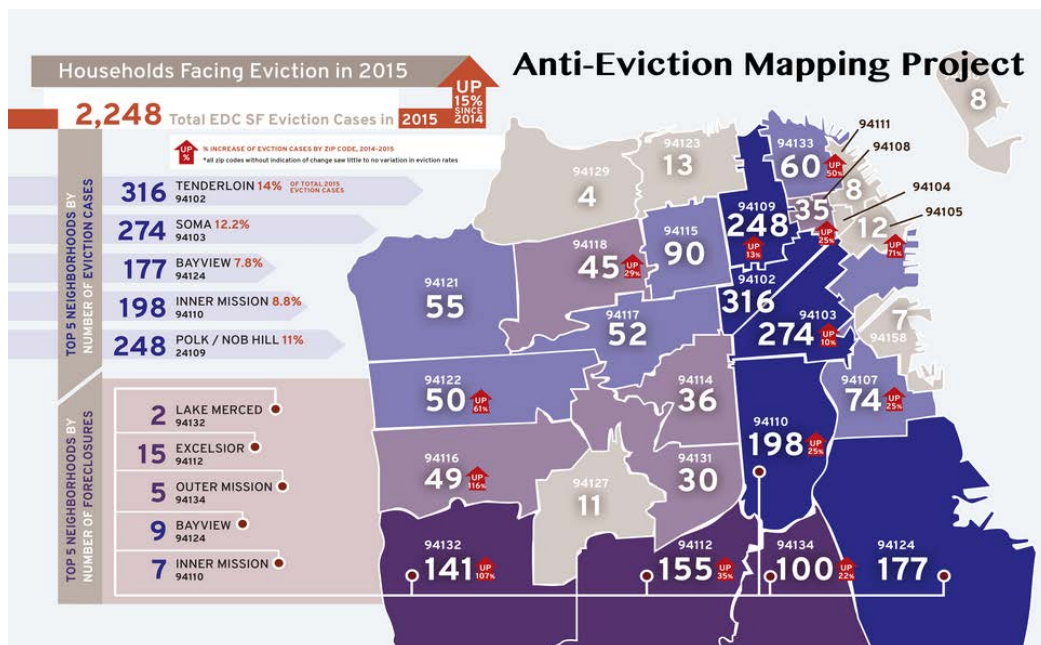 Anti-Eviction Mapping Project
Households Facing Eviction in 2015
UP
15%
SINCE
2014
2,248 Total EDC SF Eviction Cases in 2015
UP
%
% INCREASE OF EVCTION CASES BY ZIP CODE, 2014-2015
*all zip codes without indication of change saw little to no variation in eviction rates
TOP 5 NEIGHBORHOODS BY
NUMBER OF EVICTION CASES
316 TENDERLOIN 14% OF TOTAL 2015
EVCTION CASES
94102
274 SOMA 12.2%
94103
177 BAYVIEW 7.8%
94124
198 INNER MISSION 8.8%
94110
248 POLK / NOB HILL 11%
24109
TOP 5 NEIGHBORHOODS BY
NUMBER OF FORECLOSURES
2 LAKE MERCED
94132
15 EXCELSIOR
94112
5 OUTER MISSION
94134
9 BAYVIEW
94124
7 INNER MISSION
94110
8
94111
94108
94104
94105
94129
4
94123
13
94133
60 UP
50%
8
35
UP
25%
12
UP
71%
94109
248
UP
13%
94118
45 UP
29%
94115
90
94121
55
94102
316
94103
274 UP
10%
94117
52
7
94158
94122
50 UP
61%
94114
36
94107
74 UP
25%
94110
198 UP
25%
94116
49 UP
116%
94131
30
94127
11
94132
141 UP
107%
94112
155 UP
35%
94134
100 UP
22%
94124
177